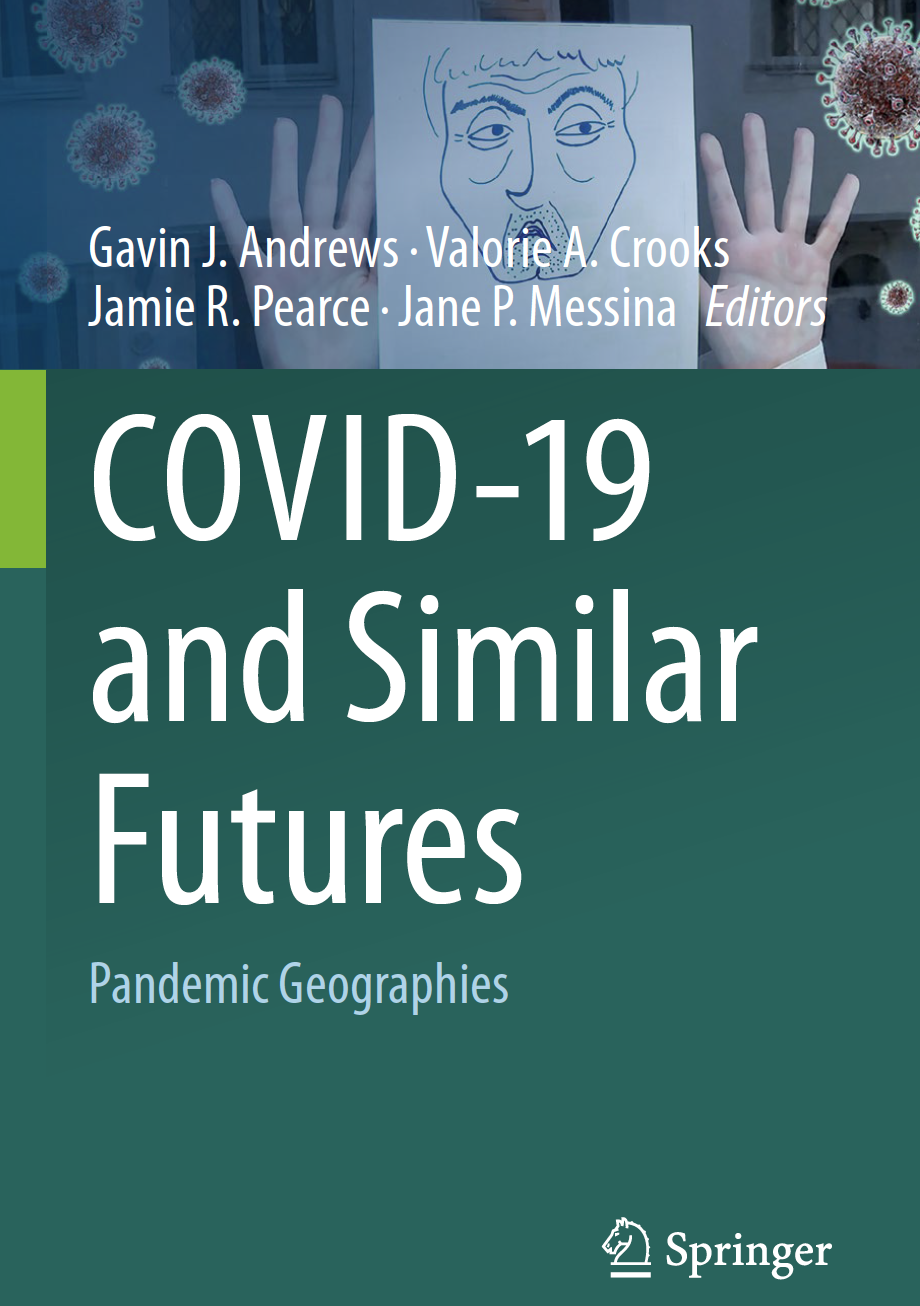 Gavin J. Andrews · Valorie A. Crooks
Jamie R. Pearce · Jane P. Messina Editors
COVID-19
and Similar
Futures
Pandemic Geographies
Springer